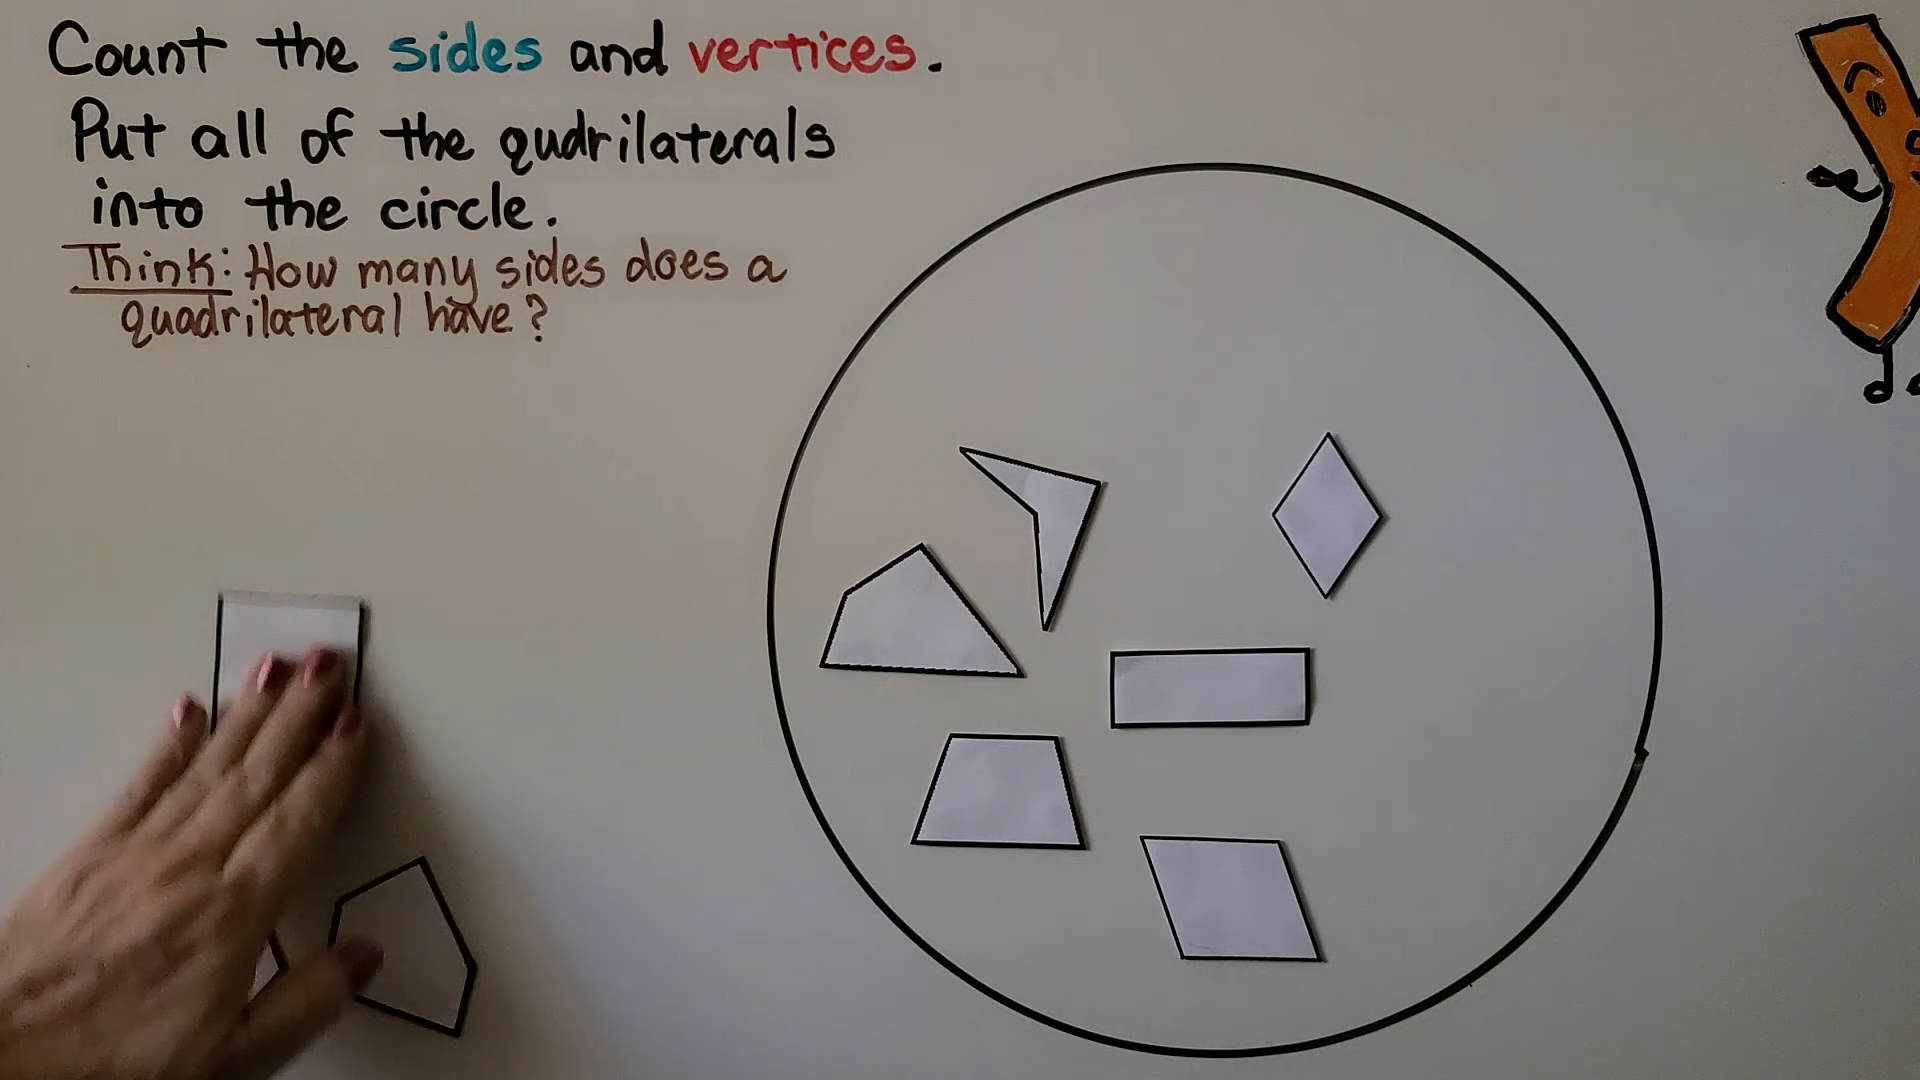 Count the sides and vertices.
Put all of the qudrilaterals
into the circle.
Think: How many sides does a
quadrilateral have?